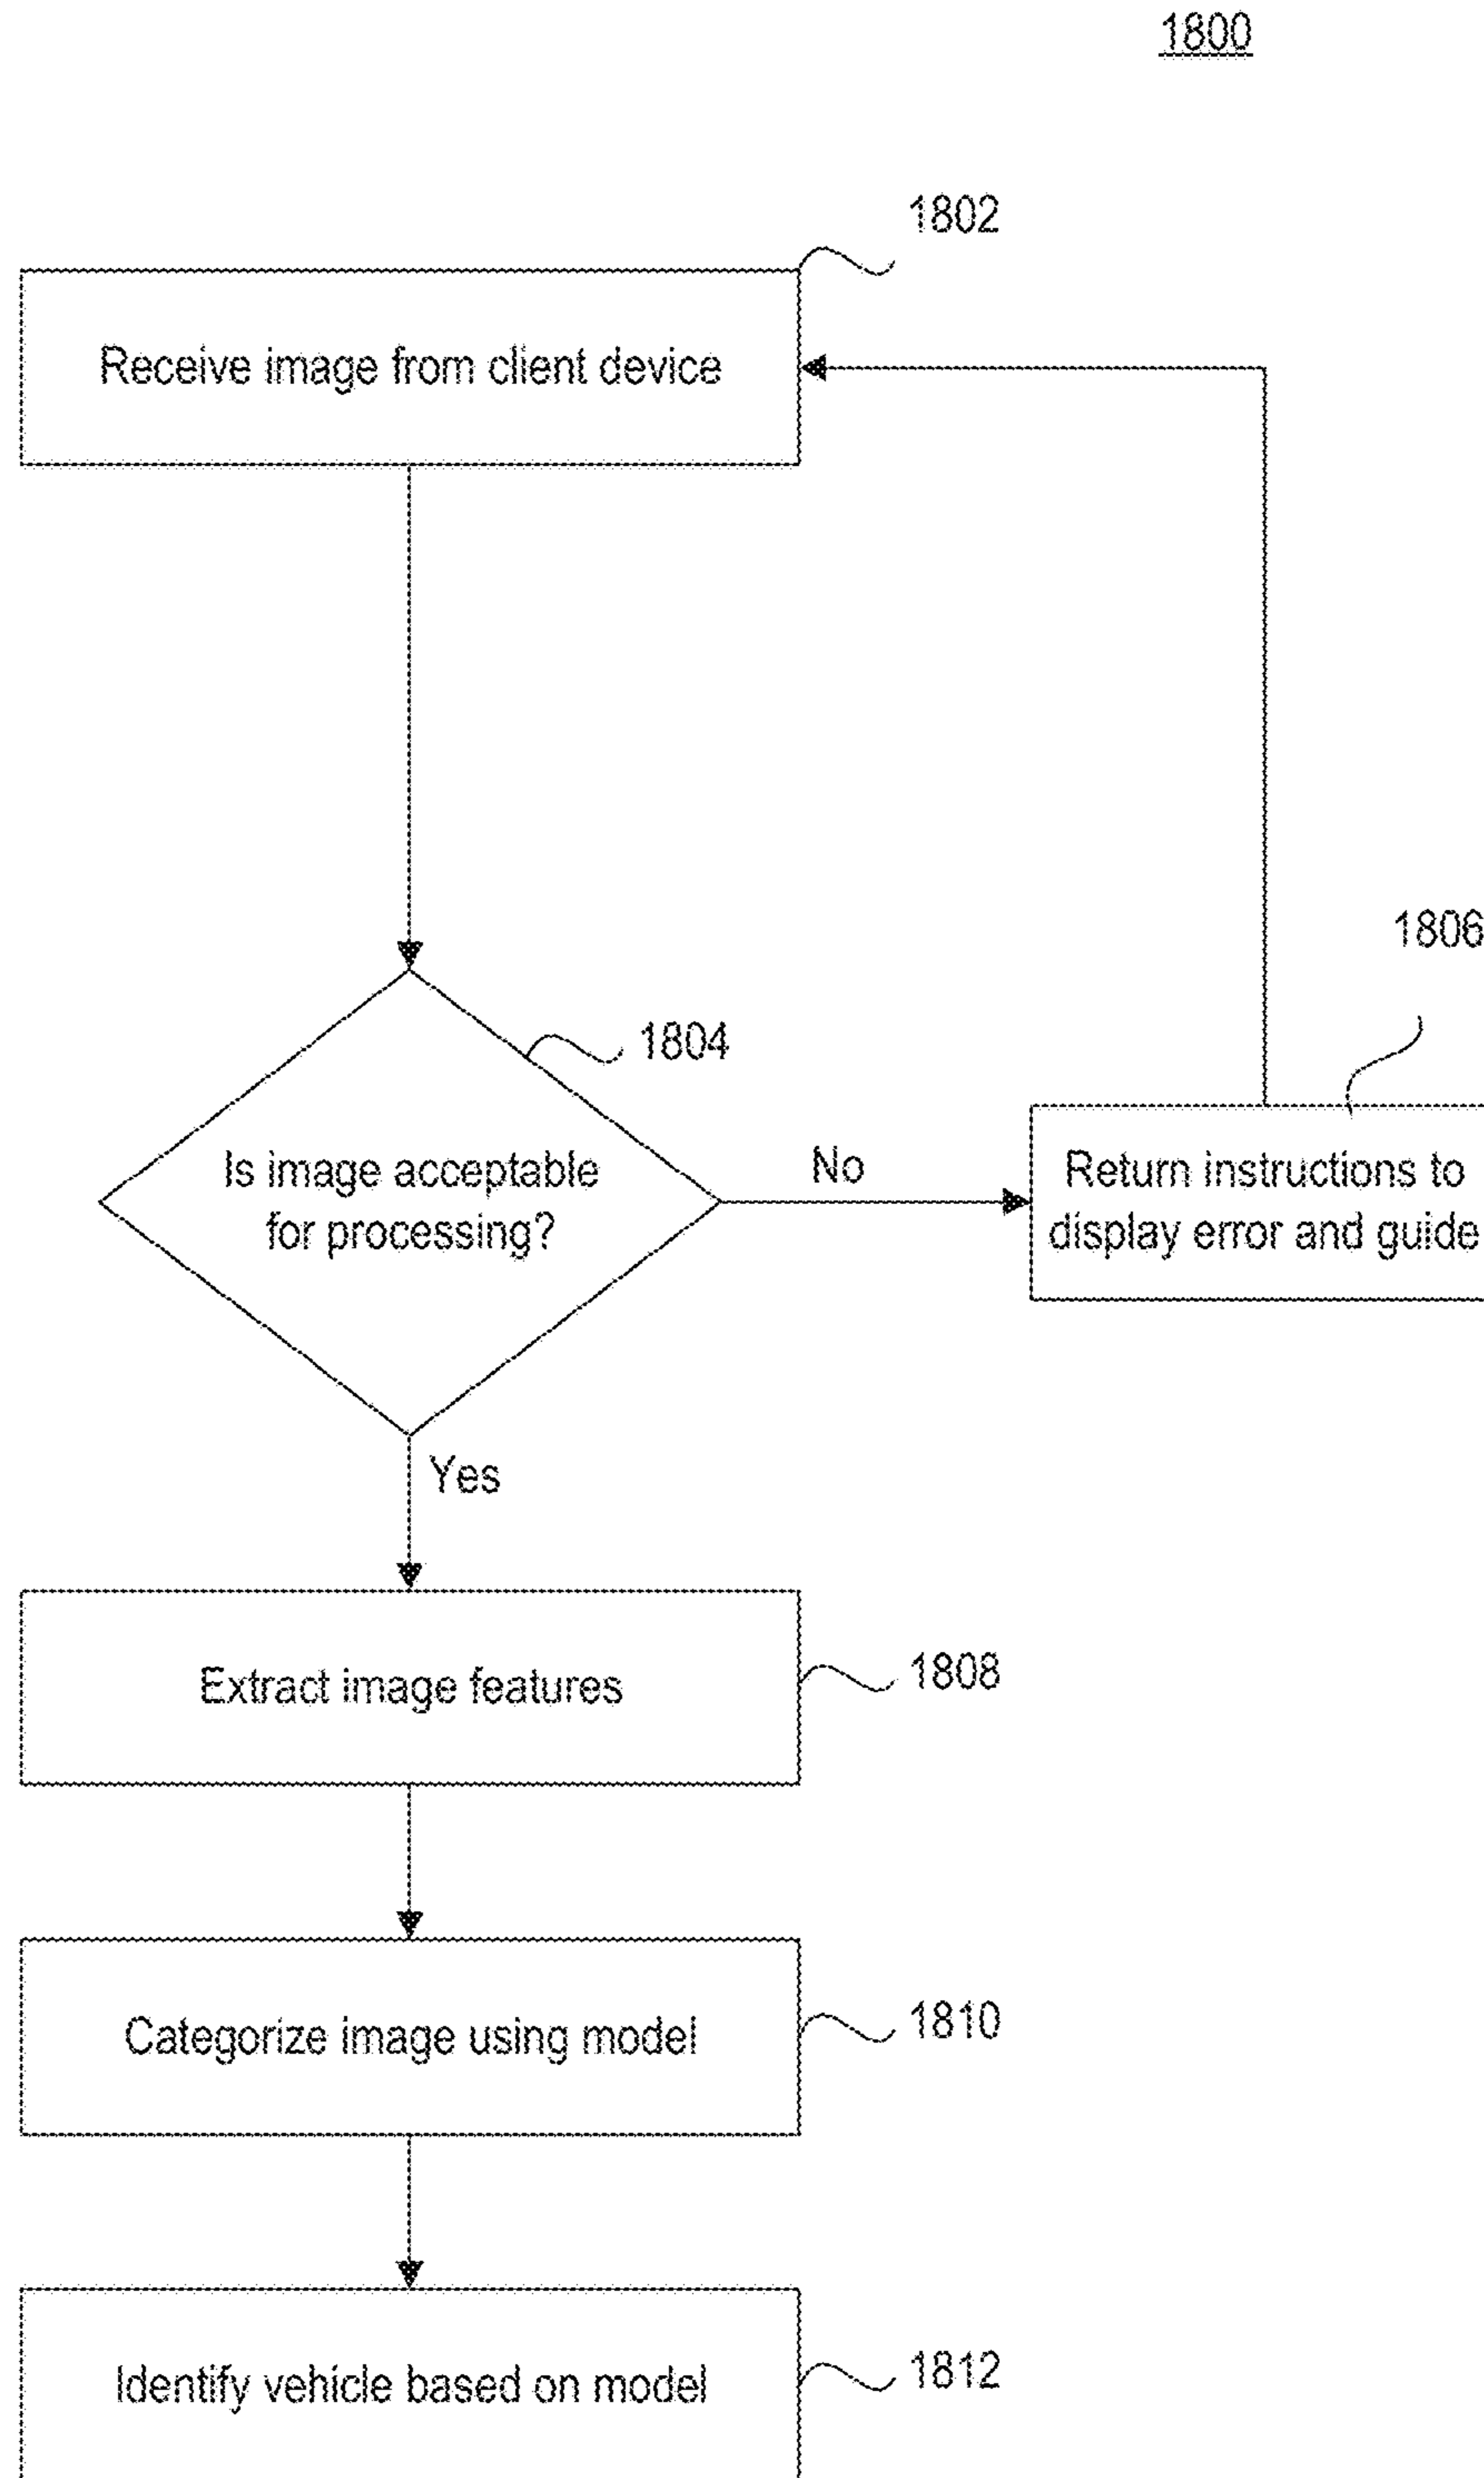 1800
1802
Receive image from client device
1806
1804
Is image acceptable
for processing?
No
Return instructions to
display error and guide
Yes
Extract image features
1808
Categorize image using model
1810
Identify vehicle based on model
1812